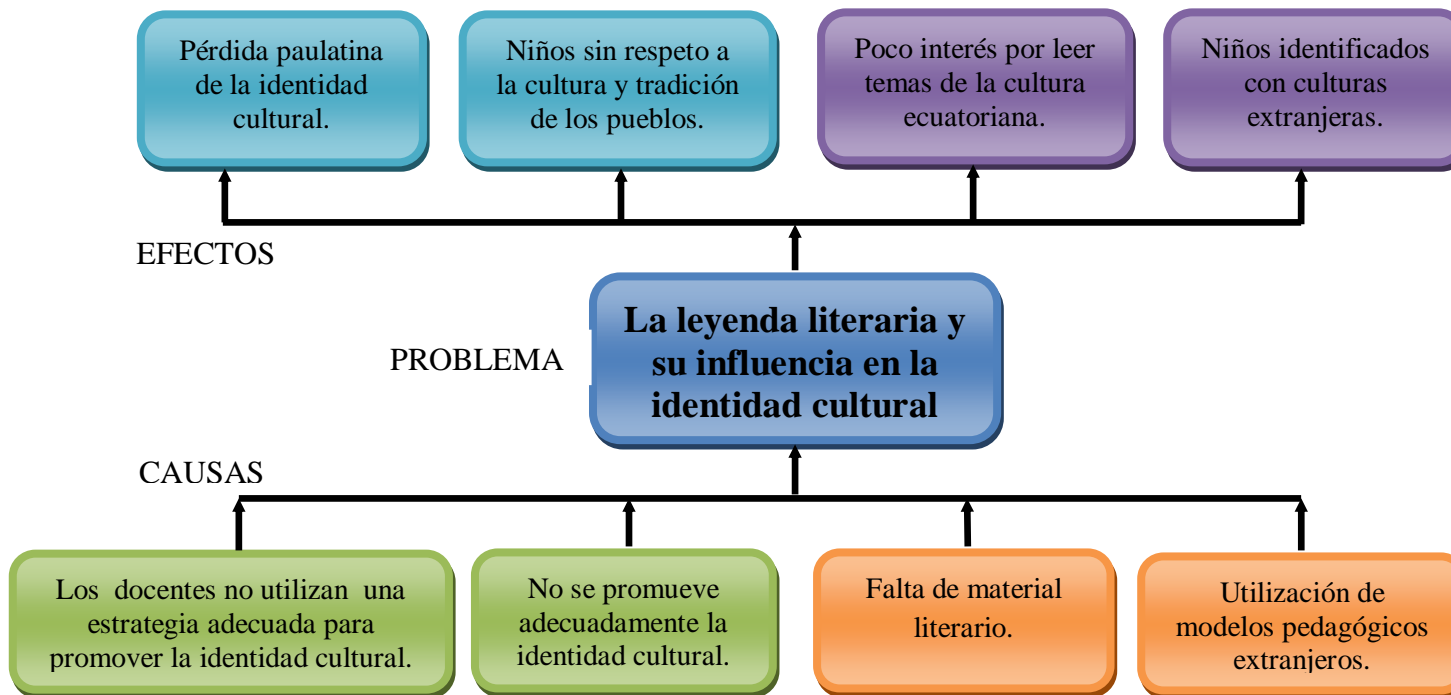 Pérdida paulatina
de la identidad
cultural.
Niños sin respeto a
la cultura y tradición
de los pueblos.
Poco interés por leer
temas de la cultura
ecuatoriana.
Niños identificados
con culturas
extranjeras.
EFECTOS
PROBLEMA
La leyenda literaria y
su influencia en la
identidad cultural
CAUSAS
Los docentes no utilizan una
estrategia adecuada para
promover la identidad cultural.
No se promueve
adecuadamente la
identidad cultural.
Falta de material
literario.
Utilización de
modelos pedagógicos
extranjeros.